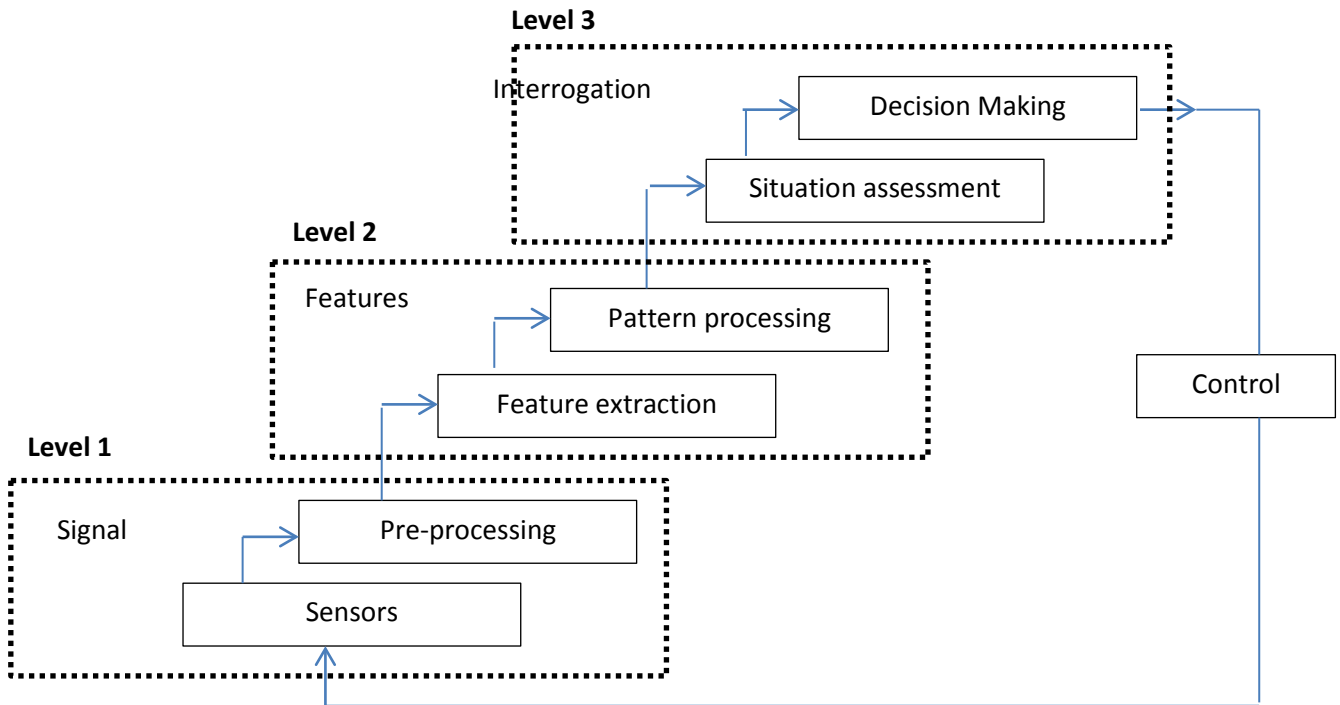 Level 3
Interrogation
Decision Making
Situation assessment
Level 2
Features
Pattern processing
Control
Feature extraction
Level 1
Signal
Pre-processing
Sensors